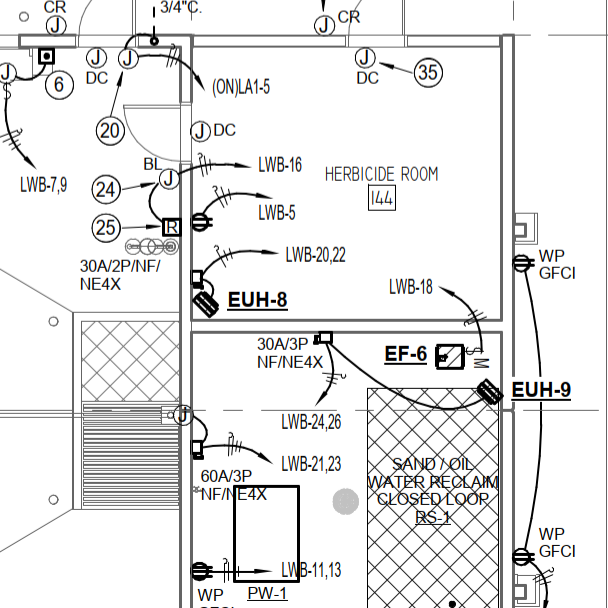 CR
3/4"C.
J
J
CR
J
DC
J
J
DC
35
6
J
S
(ON)LA1-5
20
J
DC
LWB-7,9
BL
LWB-16
HERBICIDE ROOM
144
24
J
LWB-5
25
R
LWB-20,22
WP
GFCI
30A/2P/NF/
NE4X
LWB-18
EUH-8
30A/3P
NF/NE4X
EF-6
S
M
EUH-9
J
LWB-24,26
LWB-21,23
60A/3P
NF/NE4X
SAND / OIL
WATER RECLAIM
CLOSED LOOP
RS-1
WP
GFCI
LWB-11,13
WP
GFCI
PW-1